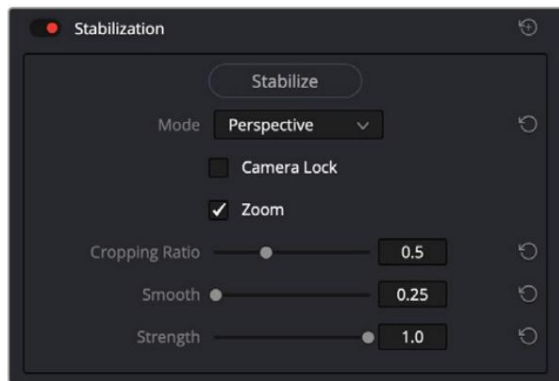 Stabilization
Stabilize
Mode Perspective
Camera Lock
Zoom
Cropping Ratio 0.5
Smooth 0.25
Strength 1.0